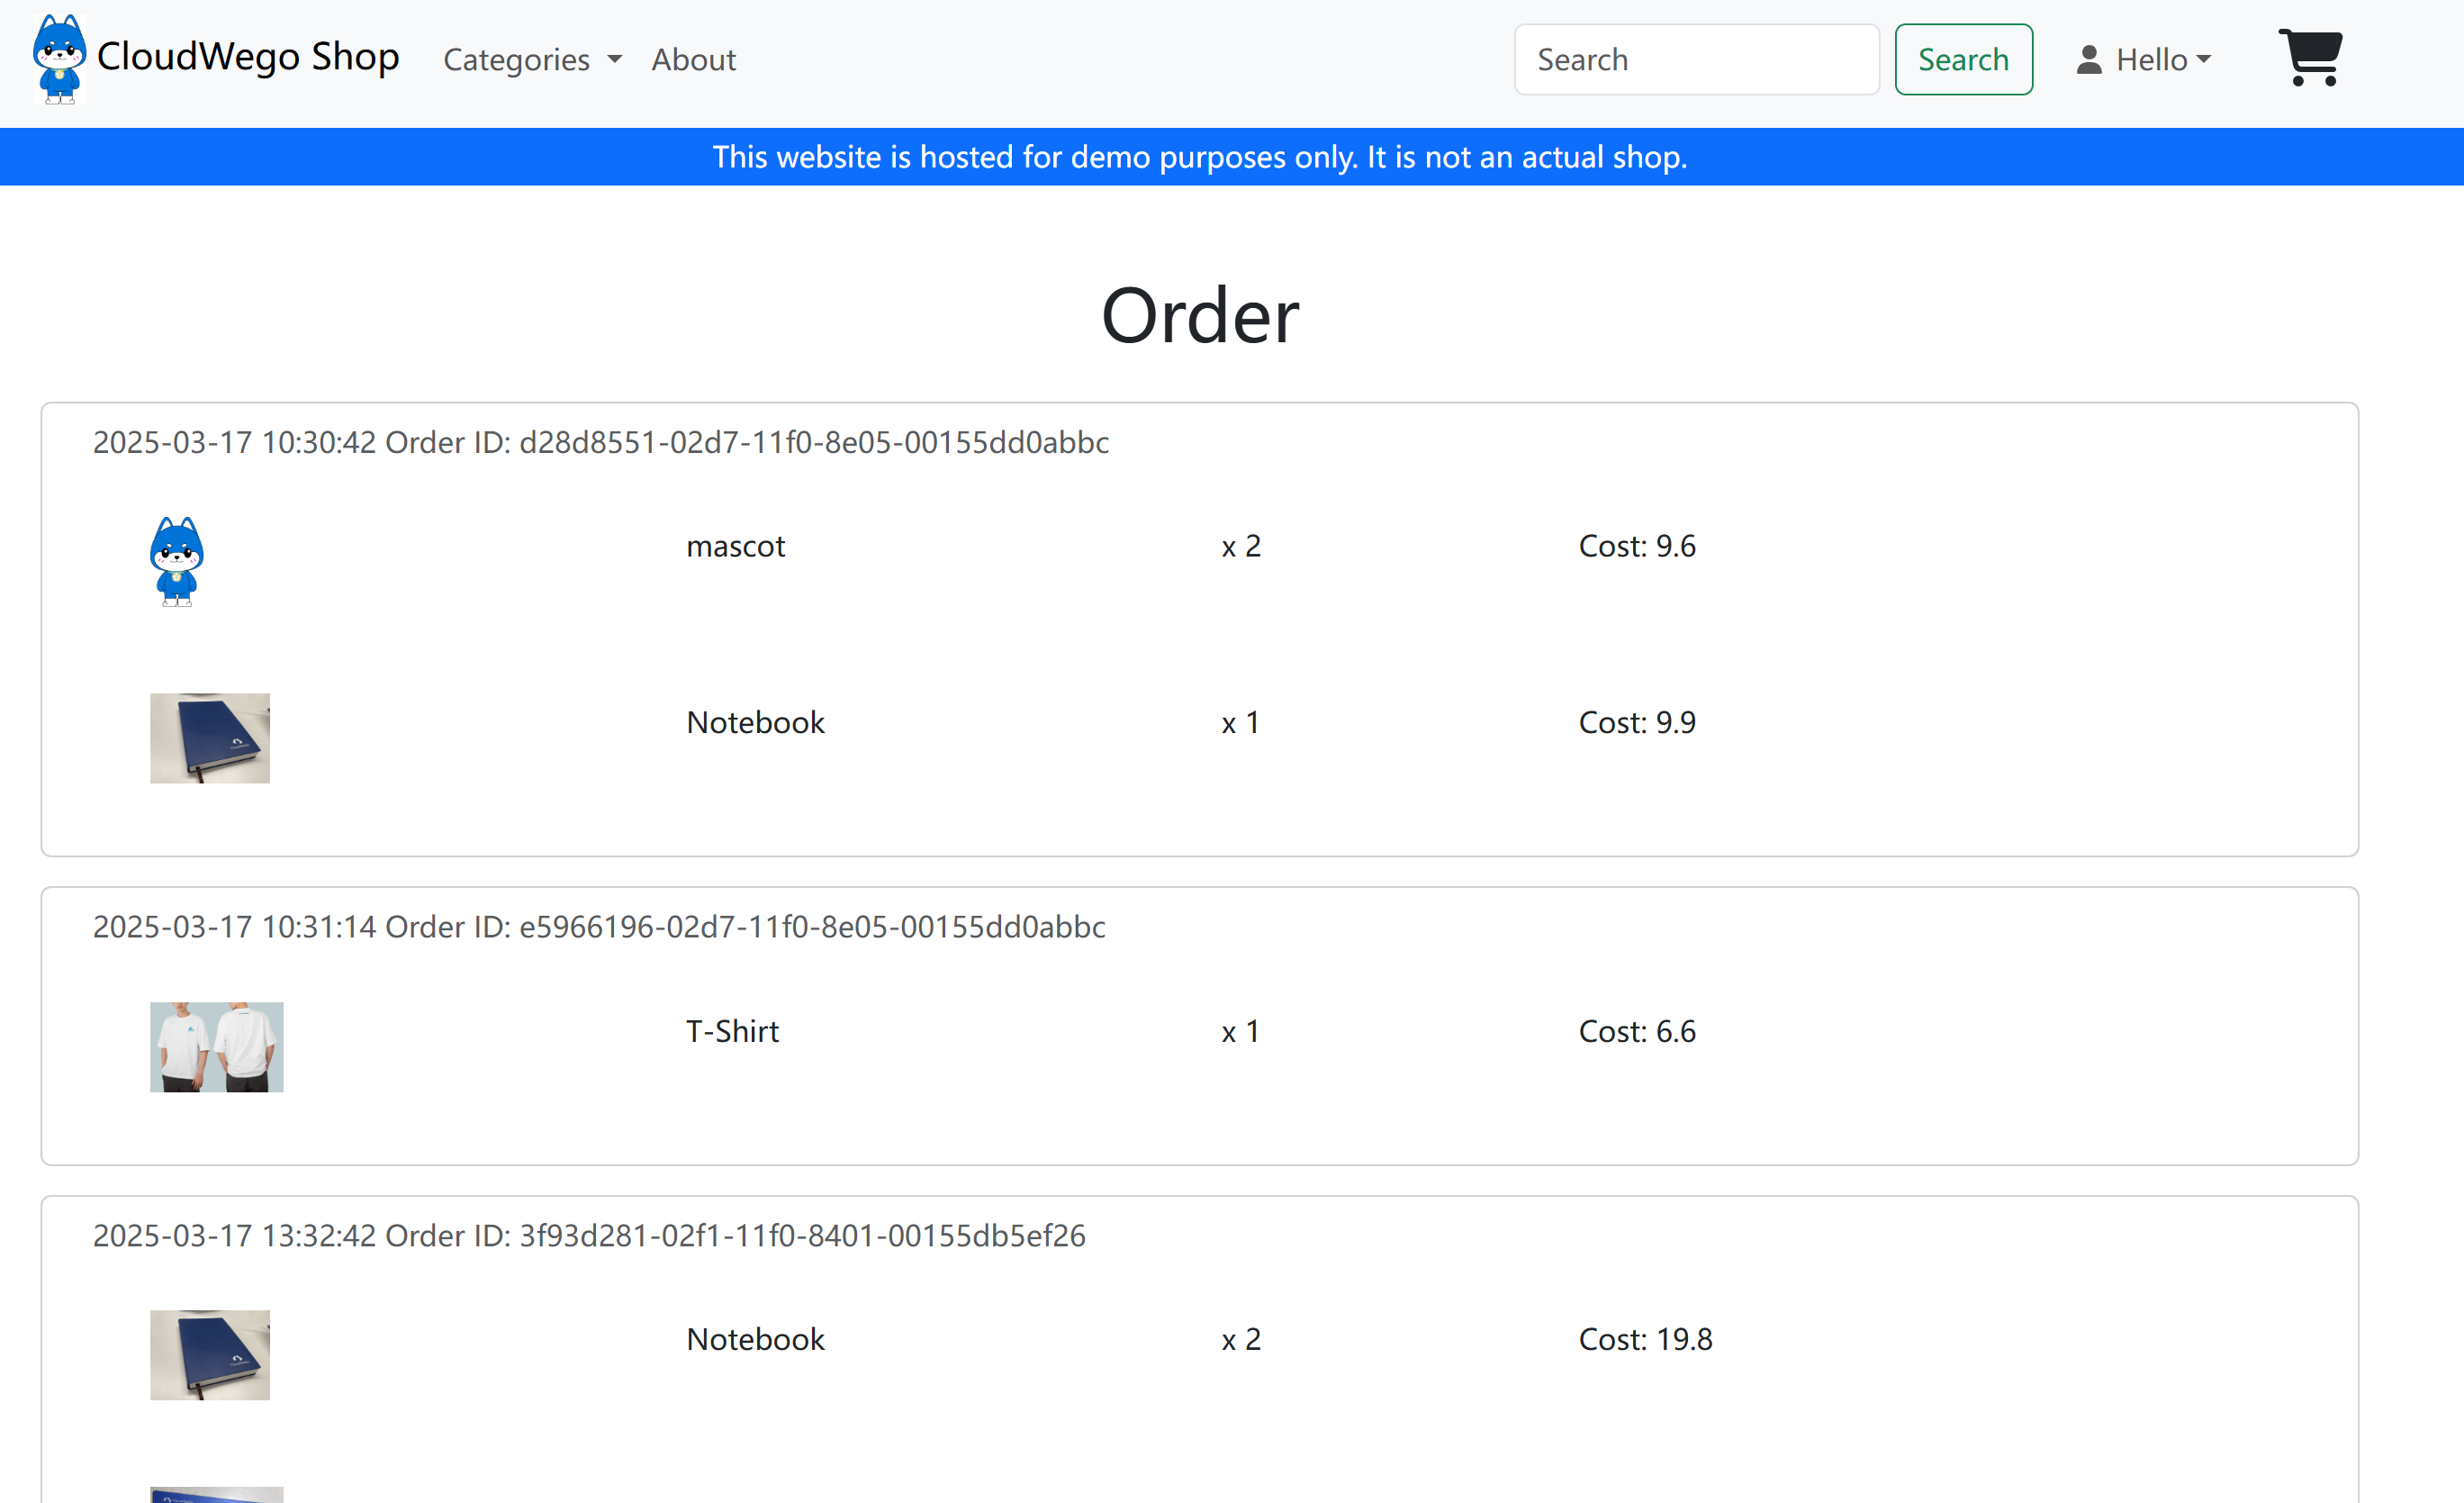 CloudWego Shop Categories About Search Search Hello
This website is hosted for demo purposes only. It is not an actual shop.
Order
2025-03-17 10:30:42 Order ID: d28d8551-02d7-11f0-8e05-00155dd0abbc
mascot x 2 Cost: 9.6
Notebook x 1 Cost: 9.9
2025-03-17 10:31:14 Order ID: e5966196-02d7-11f0-8e05-00155dd0abbc
T-Shirt x 1 Cost: 6.6
2025-03-17 13:32:42 Order ID: 3f93d281-02f1-11f0-8401-00155db5ef26
Notebook x 2 Cost: 19.8